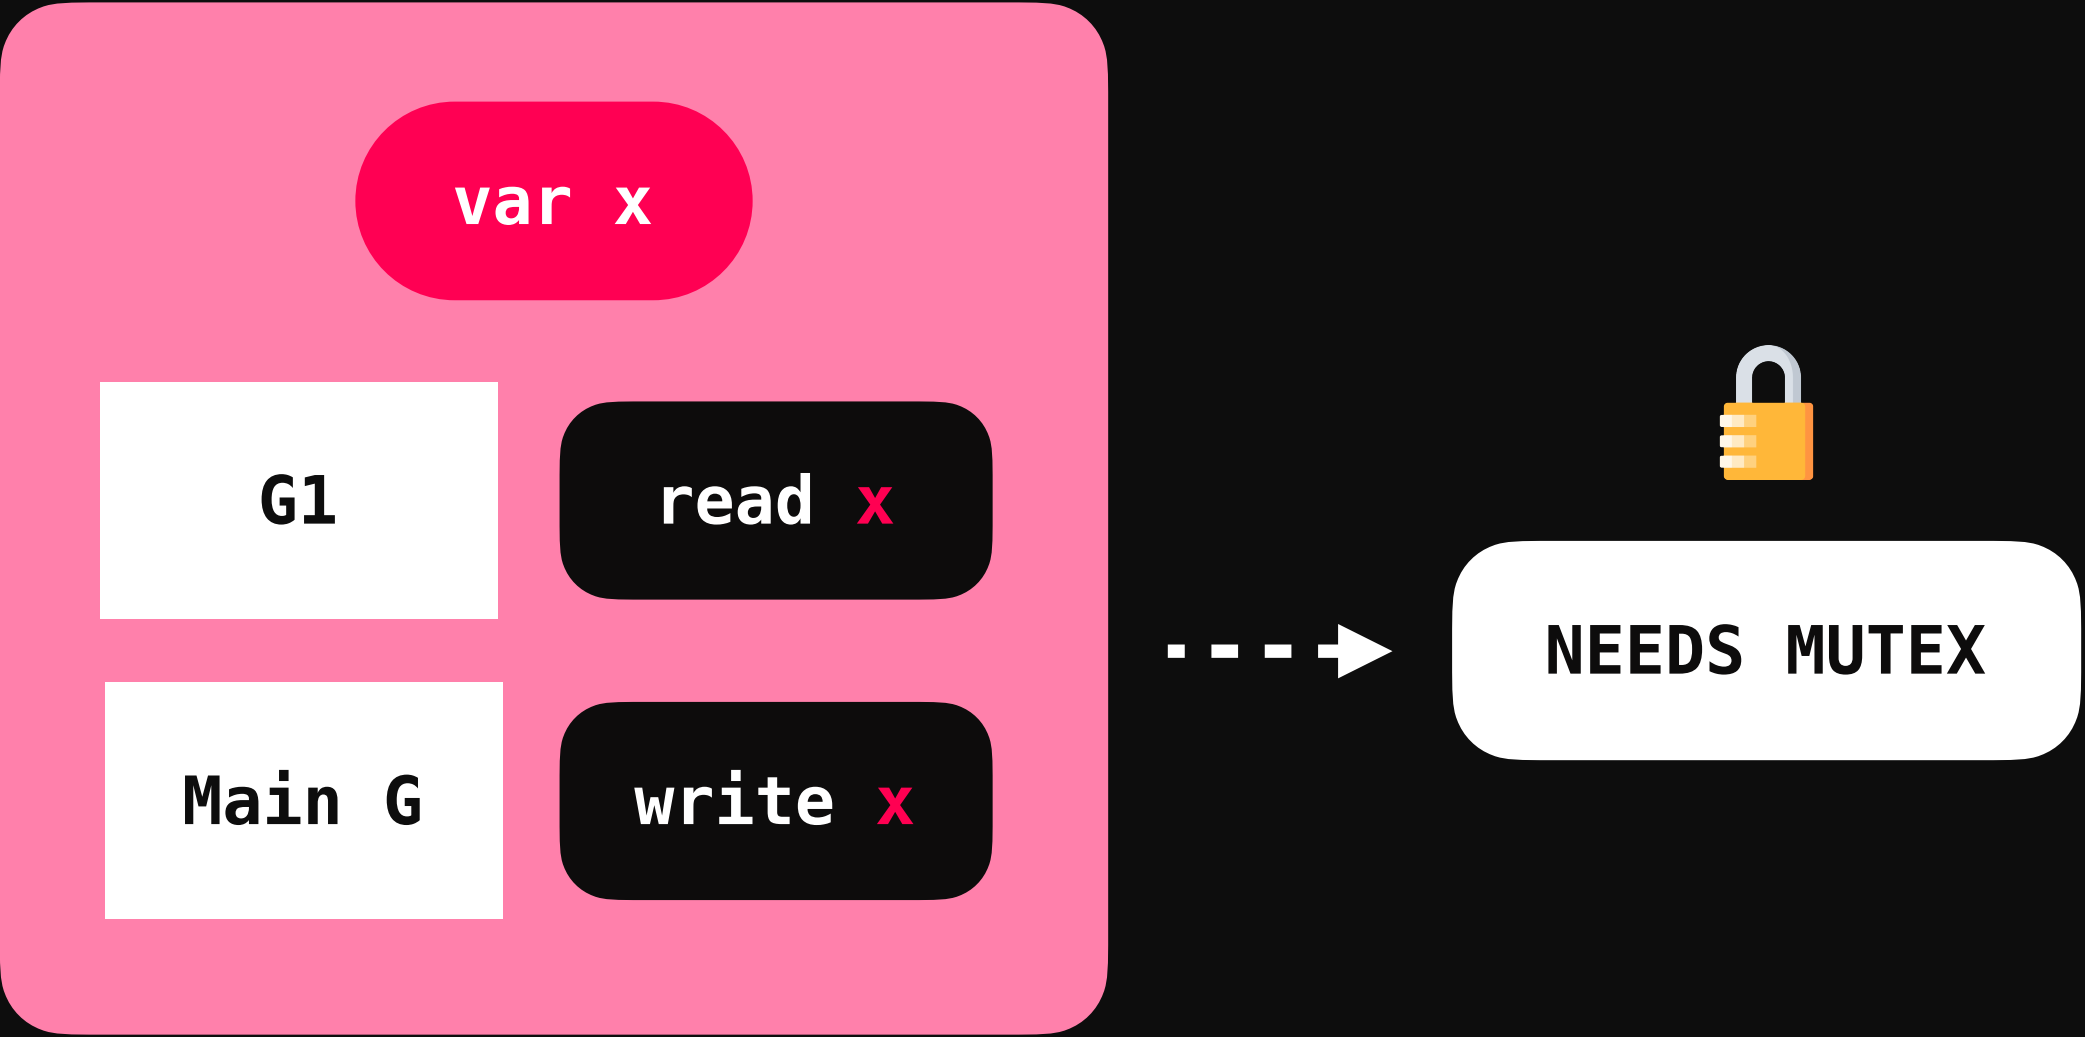 var x
G1
read x
Main G
write x
NEEDS MUTEX